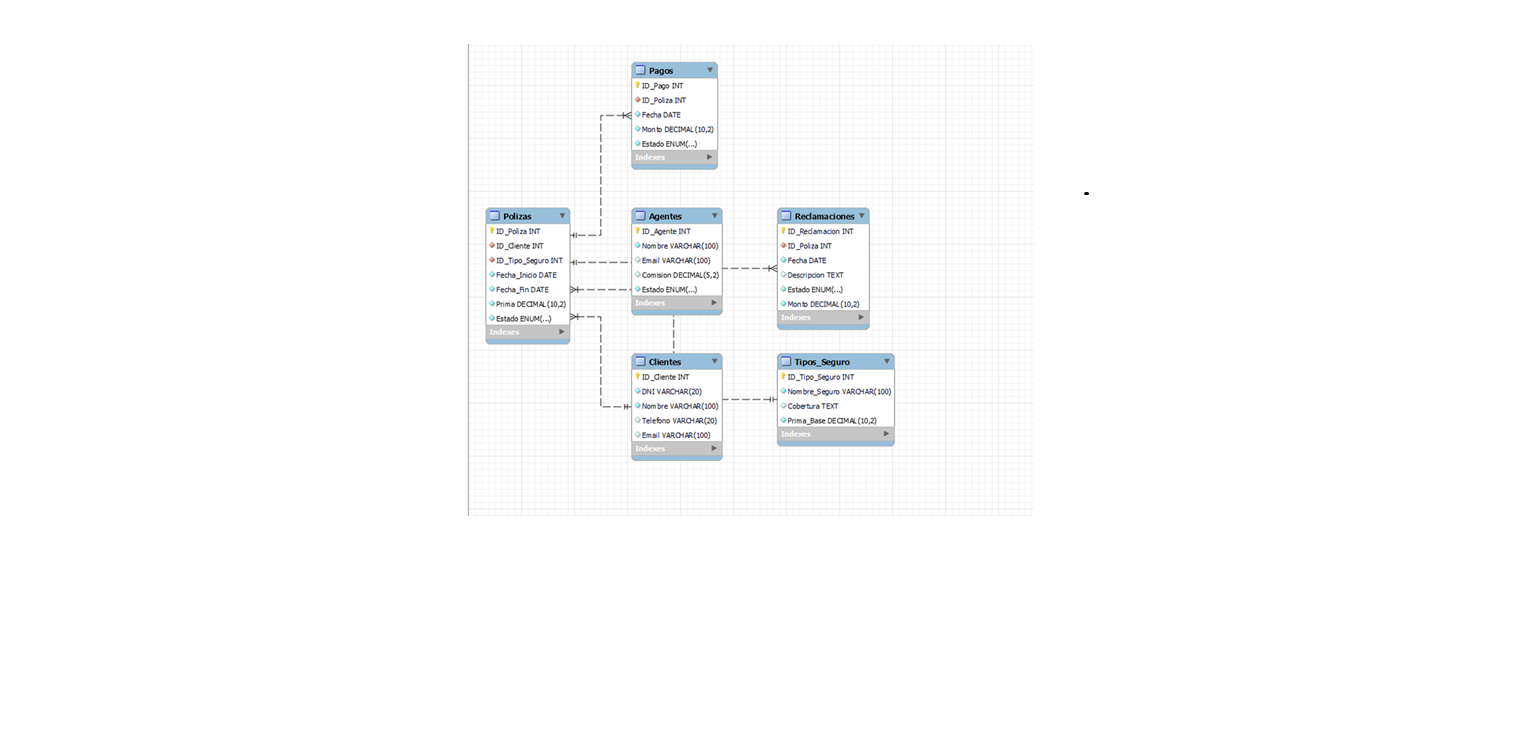 Pagos
ID_Pago INT
ID_Poliza INT
Fecha DATE
Monto DECIMAL(10,2)
Estado ENUM(...)
Indexes
Polizas
ID_Poliza INT
ID_Cliente INT
ID_Tipo_Seguro INT
Fecha_Inicio DATE
Fecha_Fin DATE
Prima DECIMAL(10,2)
Estado ENUM(...)
Indexes
Agentes
ID_Agente INT
Nombre VARCHAR(100)
Email VARCHAR(100)
Comision DECIMAL(5,2)
Estado ENUM(...)
Indexes
Reclamaciones
ID_Reclamacion INT
ID_Poliza INT
Fecha DATE
Descripcion TEXT
Estado ENUM(...)
Monto DECIMAL(10,2)
Indexes
Clientes
ID_Cliente INT
DNI VARCHAR(20)
Nombre VARCHAR(100)
Telefono VARCHAR(20)
Email VARCHAR(100)
Indexes
Tipos_Seguro
ID_Tipo_Seguro INT
Nombre_Seguro VARCHAR(100)
Cobertura TEXT
Prima_Base DECIMAL(10,2)
Indexes